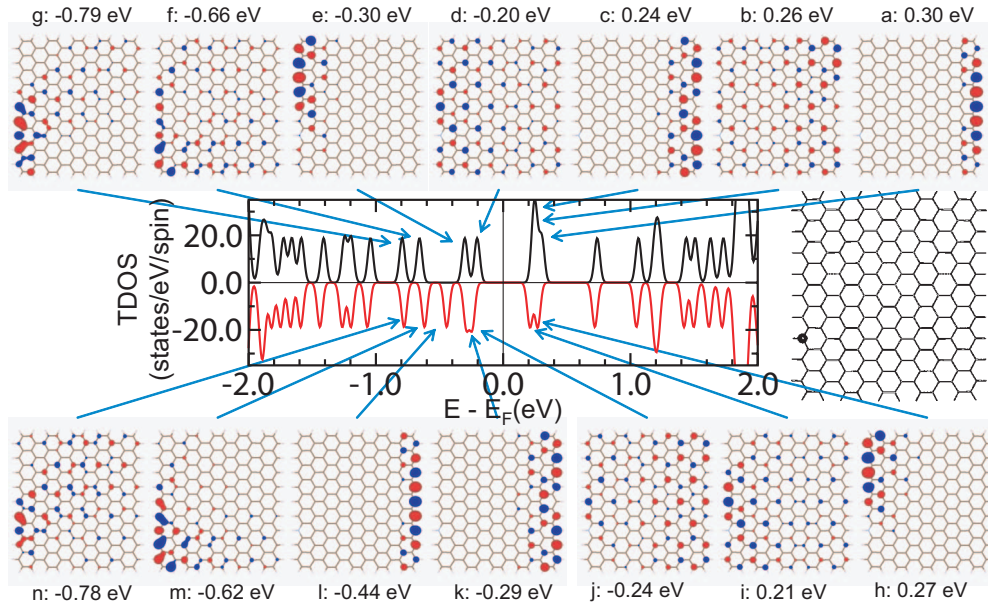 g: -0.79 eV f: -0.66 eV e: -0.30 eV d: -0.20 eV c: 0.24 eV b: 0.26 eV a: 0.30 eV
TDOS
(states/eV/spin)
20.0
0.0
-20.0
-2.0 -1.0 0.0 1.0 2.0
E - E_F(eV)
n: -0.78 eV m: -0.62 eV l: -0.44 eV k: -0.29 eV j: -0.24 eV i: 0.21 eV h: 0.27 eV